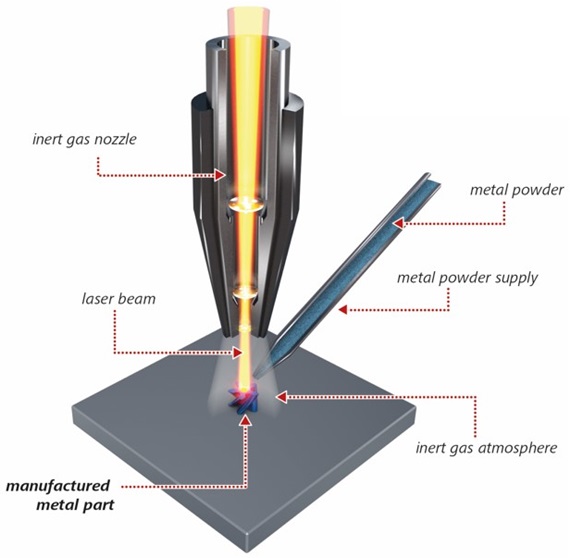 inert gas nozzle
metal powder
metal powder supply
laser beam
inert gas atmosphere
manufactured
metal part